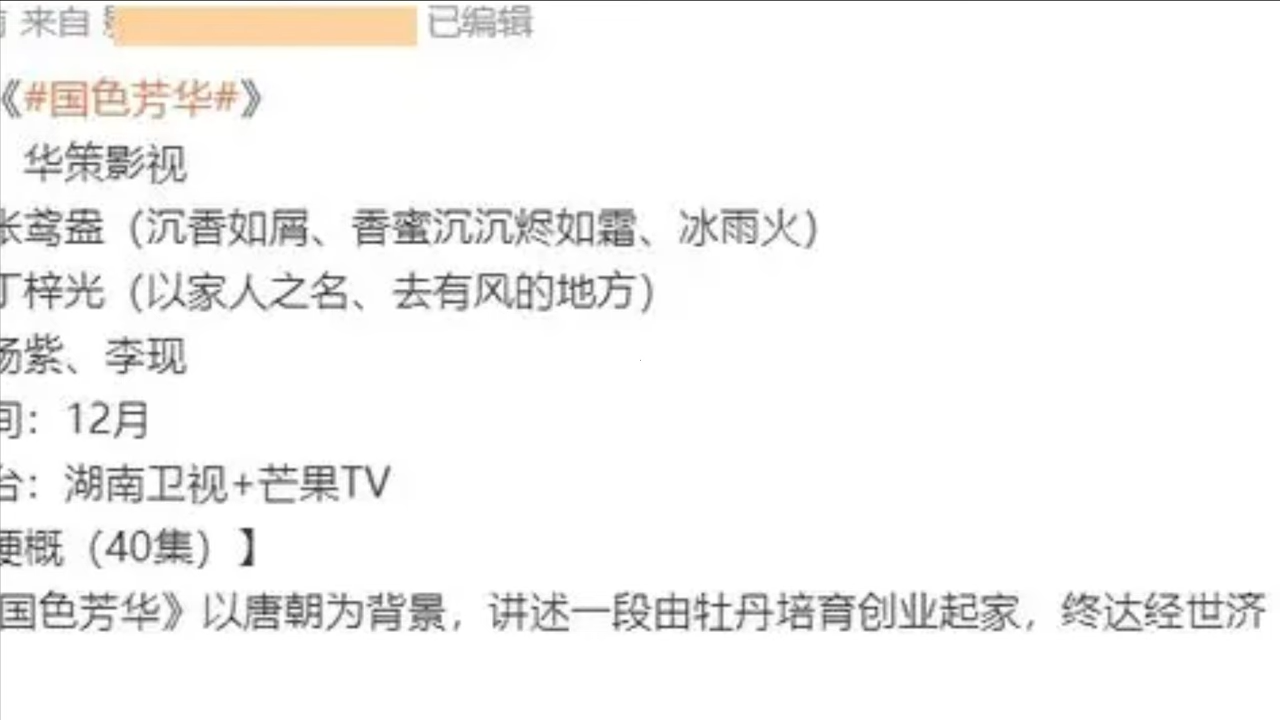 来自
已编辑
《#国色芳华#》
华策影视
张鸢盎（沉香如屑、香蜜沉沉烬如霜、冰雨火）
丁梓光（以家人之名、去有风的地方）
杨紫、李现
间：12月
台：湖南卫视+芒果TV
梗概（40集）】
国色芳华》以唐朝为背景，讲述一段由牡丹培育创业起家，终达经世济